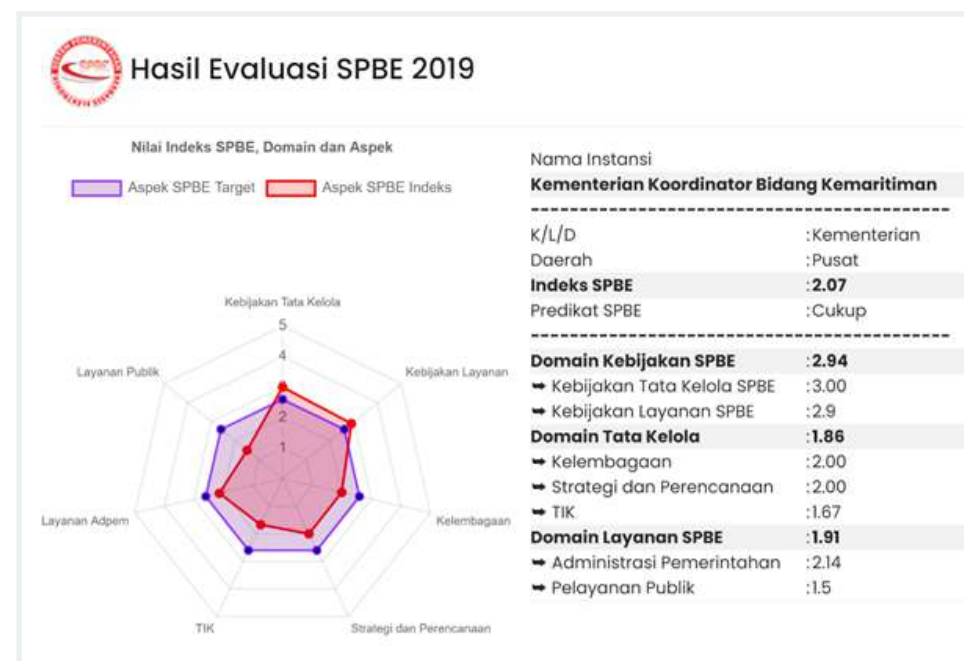 SPBE
Hasil Evaluasi SPBE 2019
Nilai Indeks SPBE, Domain dan Aspek
Aspek SPBE Target
Aspek SPBE Indeks
Kebijakan Tata Kelola
5
4
2
1
Kebijakan Layanan
Kelembagaan
Strategi dan Perencanaan
TIK
Layanan Adpem
Layanan Publik
Nama Instansi
Kementerian Koordinator Bidang Kemaritiman
--------------------------------------------
K/L/D :Kementerian
Daerah :Pusat
Indeks SPBE :2.07
Predikat SPBE :Cukup
--------------------------------------------
Domain Kebijakan SPBE :2.94
➥ Kebijakan Tata Kelola SPBE :3.00
➥ Kebijakan Layanan SPBE :2.9
Domain Tata Kelola :1.86
➥ Kelembagaan :2.00
➥ Strategi dan Perencanaan :2.00
➥ TIK :1.67
Domain Layanan SPBE :1.91
➥ Administrasi Pemerintahan :2.14
➥ Pelayanan Publik :1.5